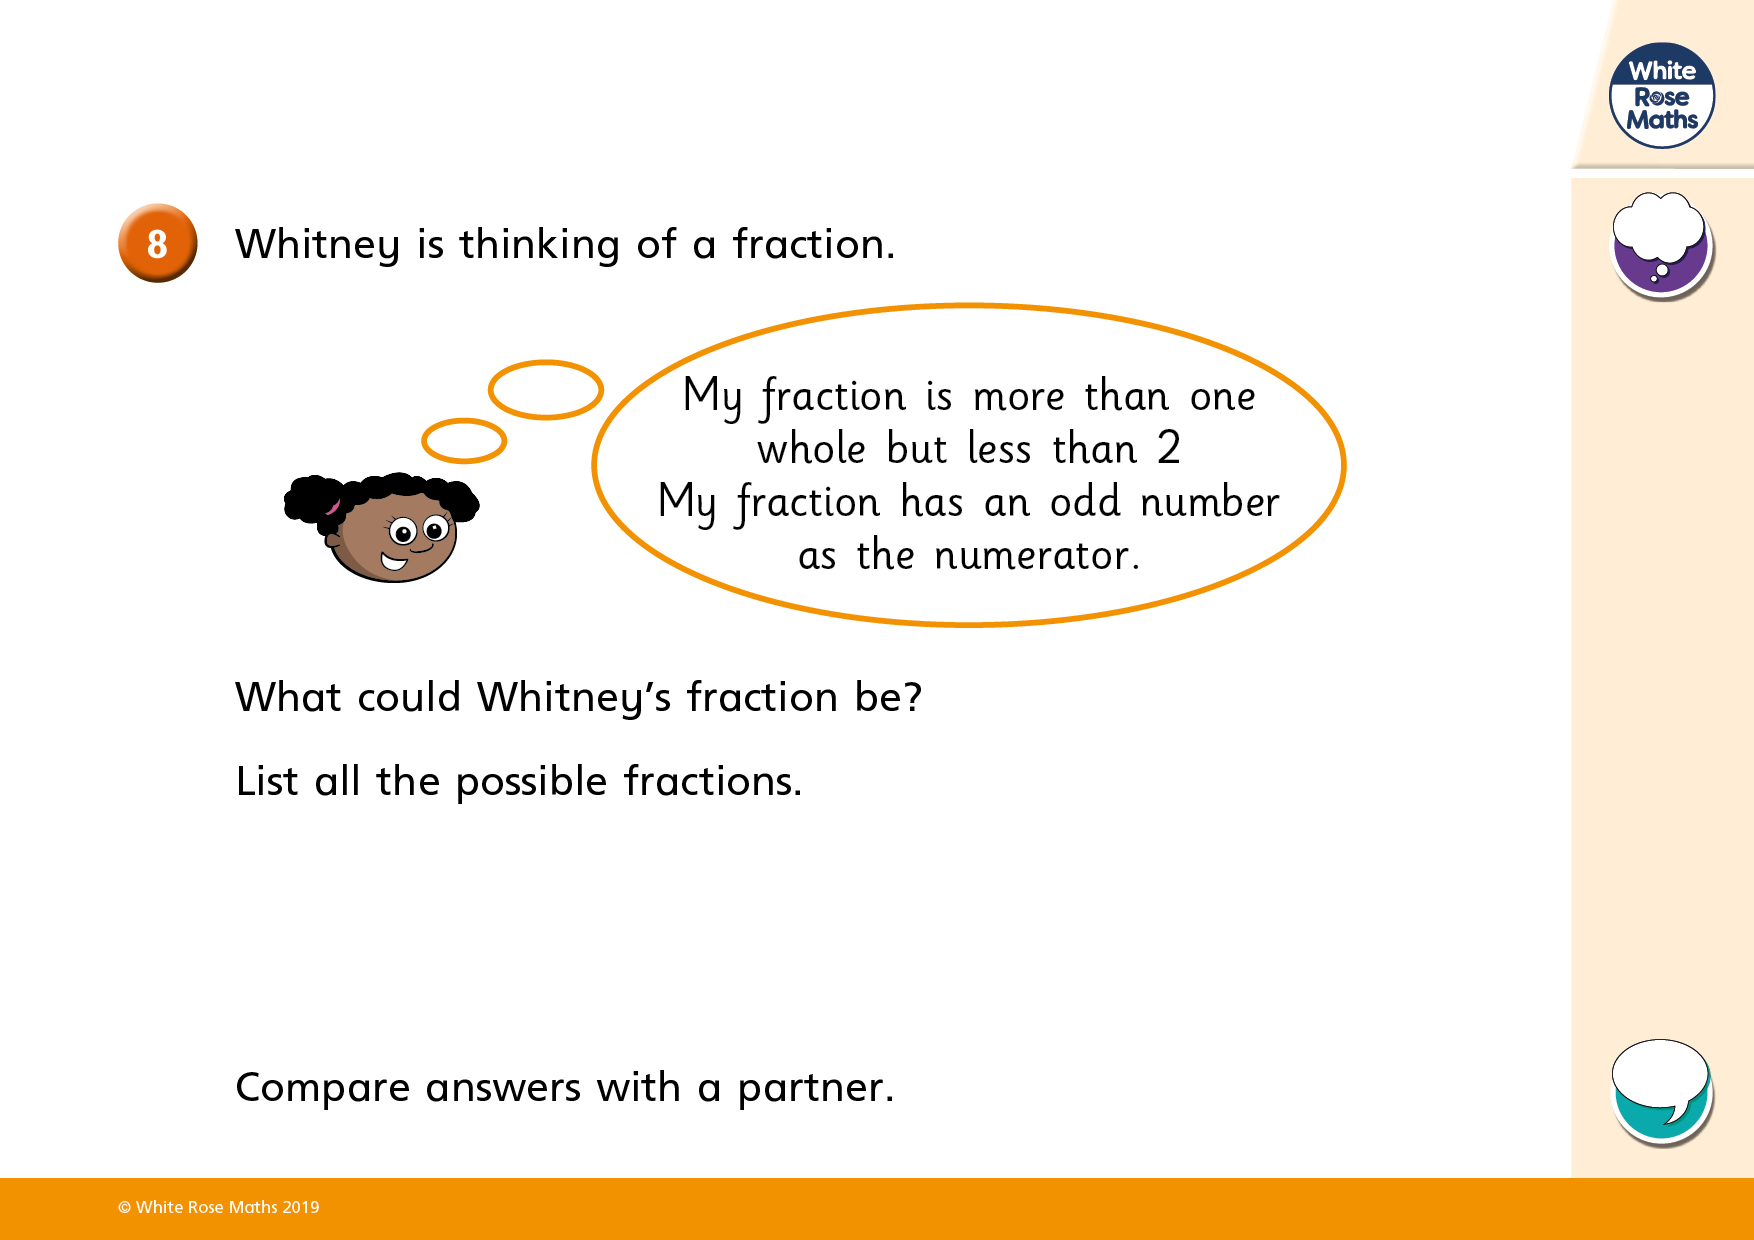 White
Rose
Maths
8 Whitney is thinking of a fraction.
My fraction is more than one
whole but less than 2
My fraction has an odd number
as the numerator.
What could Whitney's fraction be?
List all the possible fractions.
Compare answers with a partner.
© White Rose Maths 2019